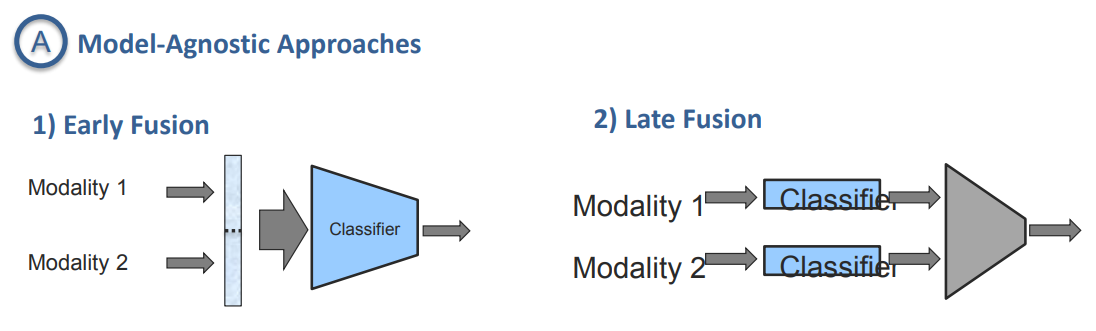 A Model-Agnostic Approaches
1) Early Fusion
Modality 1
Modality 2
Classifier
2) Late Fusion
Modality 1
Classifier
Modality 2
Classifier